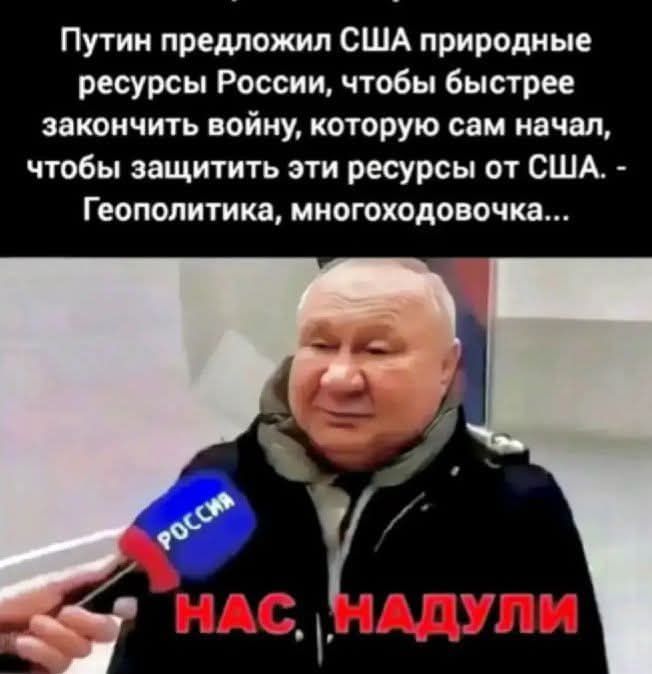 Путин предложил США природные
ресурсы России, чтобы быстрее
закончить войну, которую сам начал,
чтобы защитить эти ресурсы от США. -
Геополитика, многоходовочка...
РОССИЯ
НАС НАДУЛИ